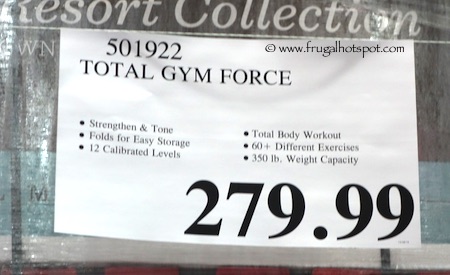 Resort Collection
© www.frugalhotspot.com
501922
TOTAL GYM FORCE
• Strengthen & Tone
• Folds for Easy Storage
• 12 Calibrated Levels
• Total Body Workout
• 60+ Different Exercises
• 350 lb. Weight Capacity
279.99